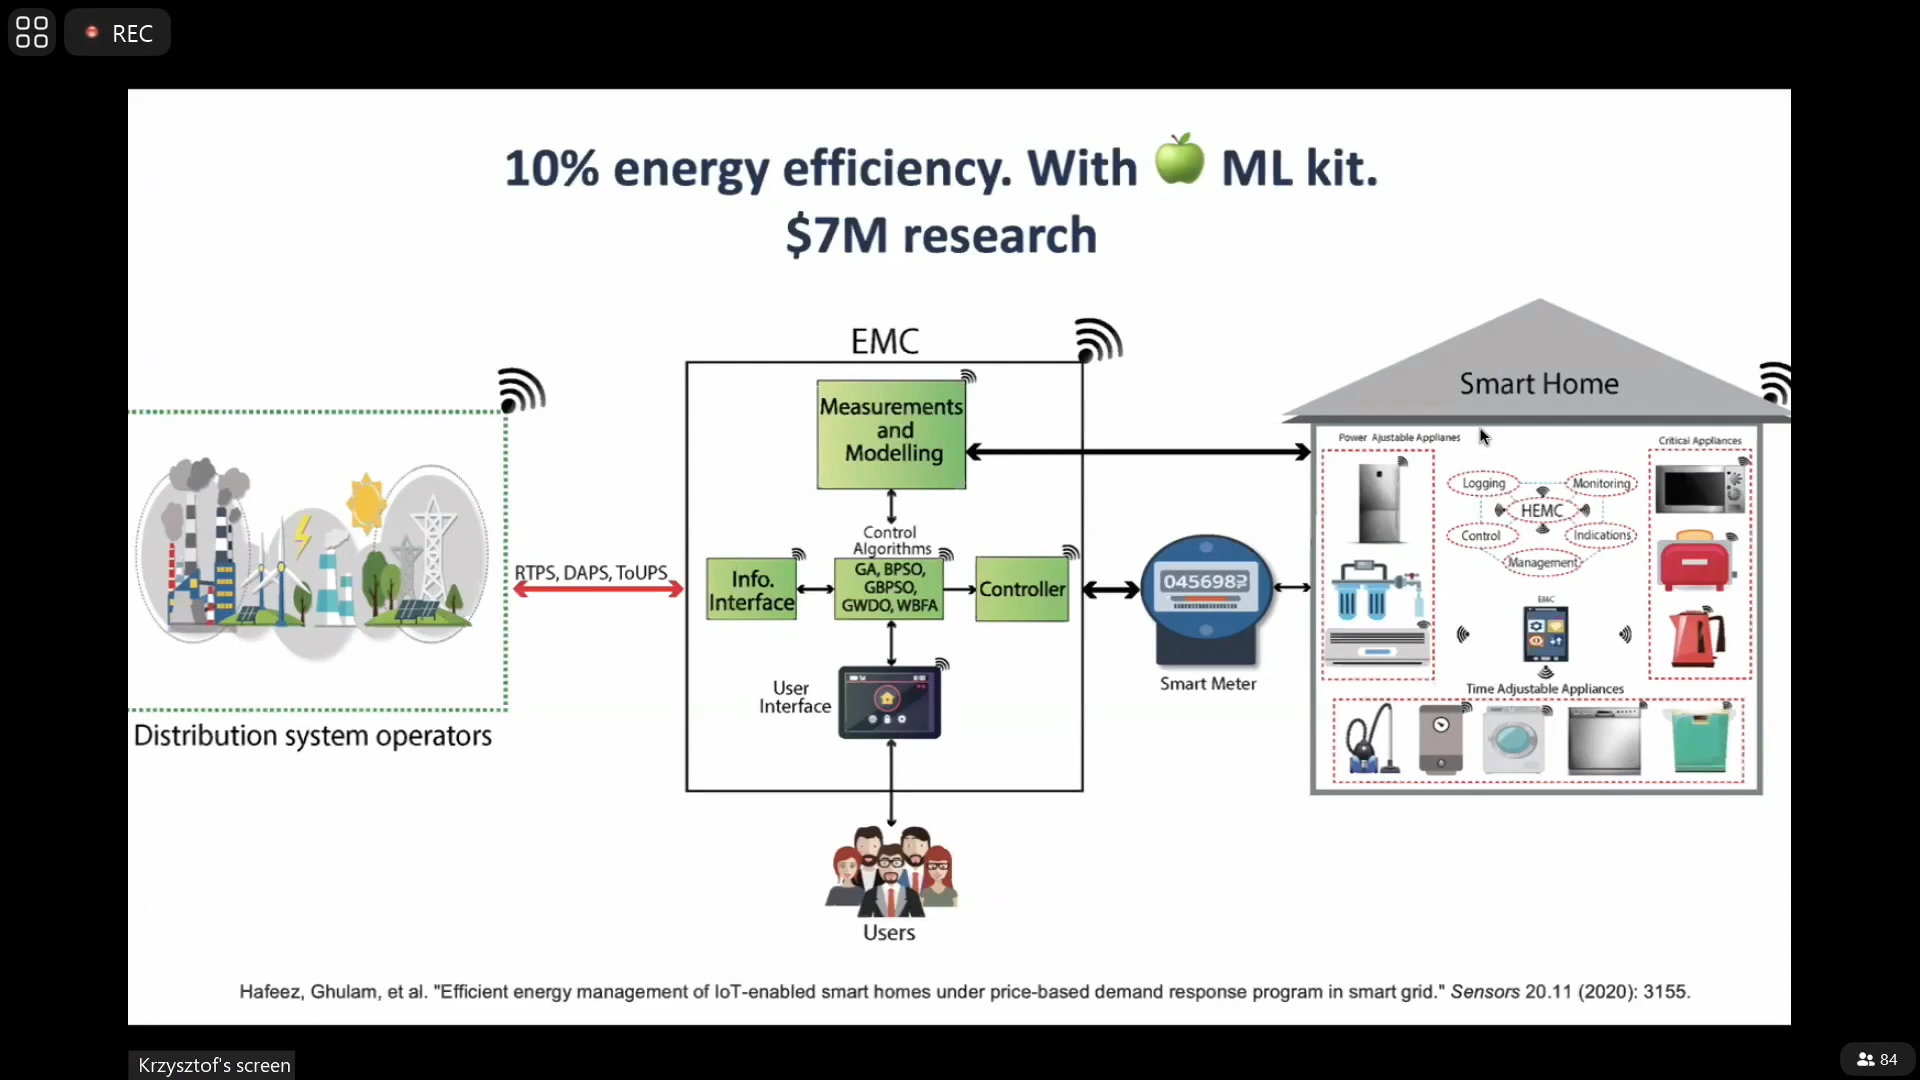 REC
10% energy efficiency. With 🍏 ML kit.
$7M research
EMC
Measurements
and
Modelling
Smart Home
Power Ajustable Applianes
Critical Appliances
Logging
Monitoring
HEMC
Control
Indications
Management
EMC
Time Adjustable Appliances
Control
Algorithms
RTPS, DAPS, ToUPS
Info.
Interface
GA, BPSO,
GBPSO,
GWDO, WBFA
Controller
Smart Meter
User
Interface
Distribution system operators
Users
Hafeez, Ghulam, et al. "Efficient energy management of IoT-enabled smart homes under price-based demand response program in smart grid." Sensors 20.11 (2020): 3155.
Krzysztof's screen
84